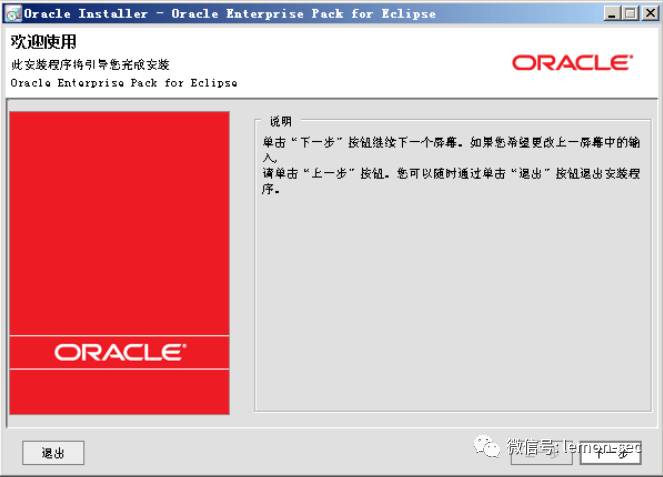 Oracle Installer - Oracle Enterprise Pack for Eclipse
欢迎使用
此安装程序将引导您完成安装
Oracle Enterprise Pack for Eclipse
ORACLE
说明
单击“下一步”按钮继续下一个屏幕。如果您希望更改上一屏幕中的输
入,
请单击“上一步”按钮。您可以随时通过单击“退出”按钮退出安装程
序。
ORACLE
退出
微信号: lemon-sec
下一步